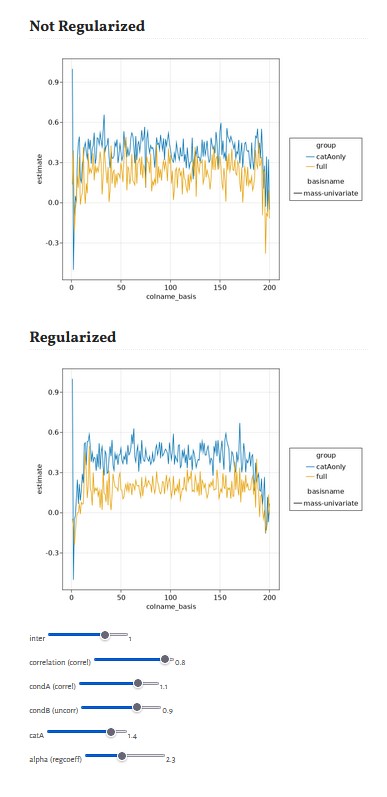 Not Regularized
0.9
0.6
0.3
0.0
-0.3
estimate
0
50
100
150
200
colname_basis
group
catAonly
full
basisname
mass-univariate
Regularized
0.9
0.6
0.3
0.0
-0.3
estimate
0
50
100
150
200
colname_basis
group
catAonly
full
basisname
mass-univariate
inter 1
correlation (correl) 0.8
condA (correl) 1.1
condB (uncorr) 0.9
catA 1.4
alpha (regcoeff) 2.3